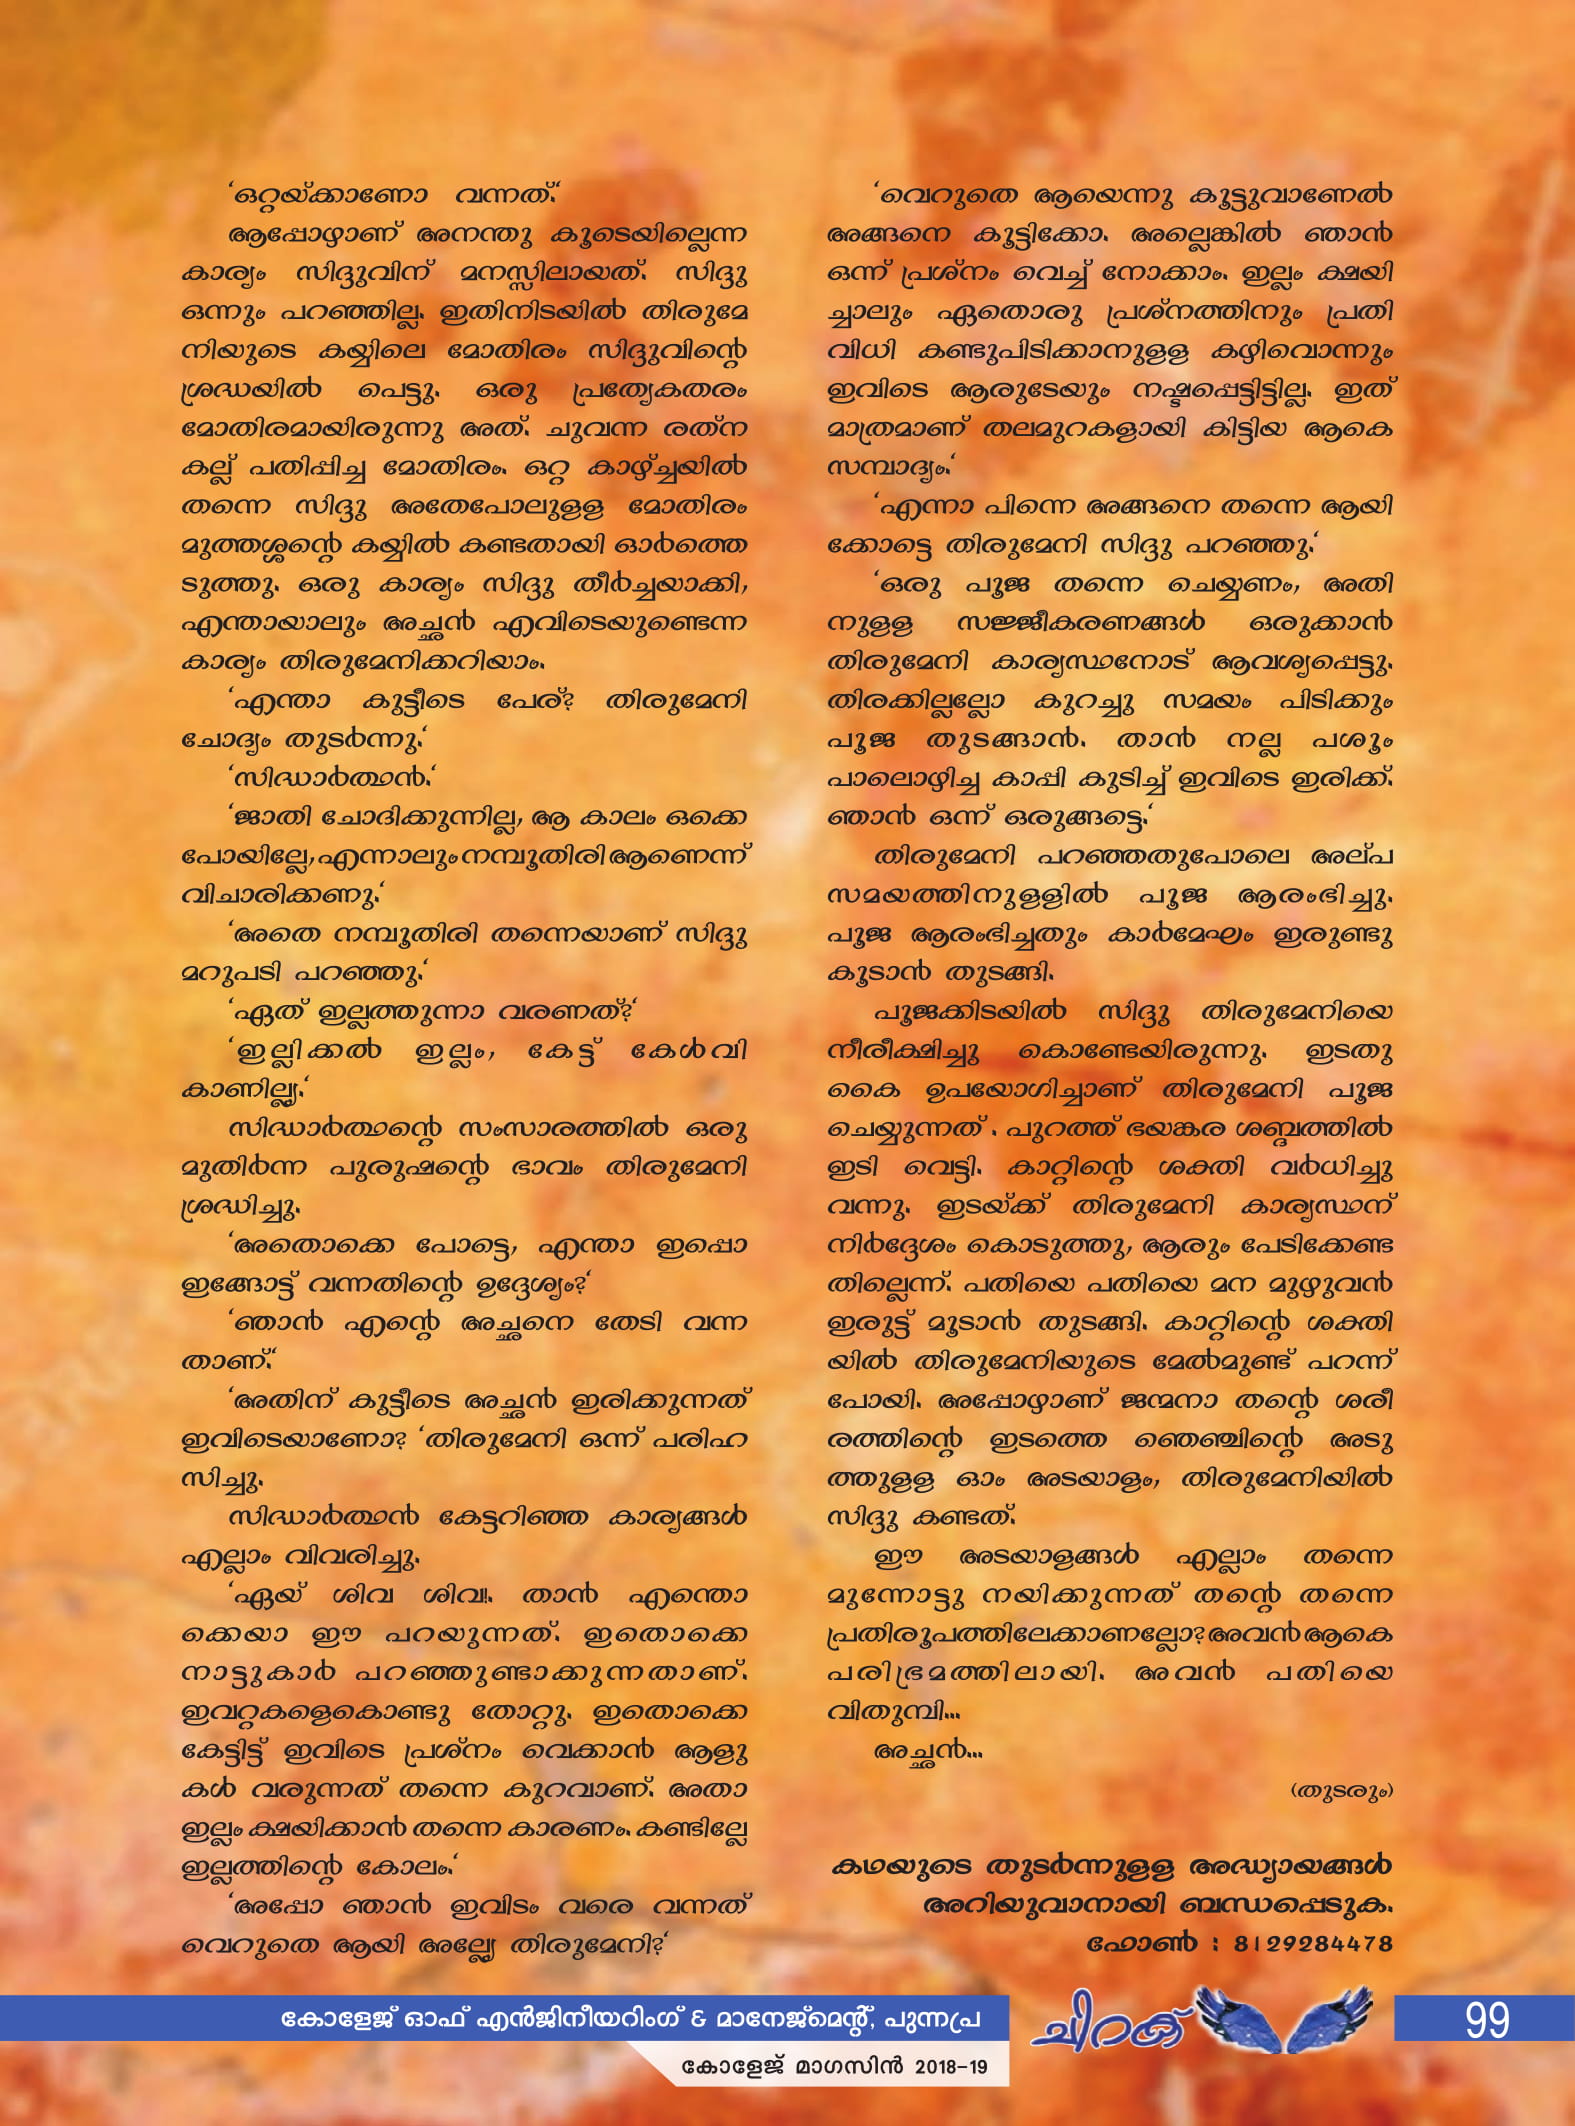 ‘ഒറ്റയ്ക്കാണോ വന്നത്.‘
ആപ്പോഴാണ് അനന്തു കൂടെയില്ലെന്ന
കാര്യം സിദ്ദുവിന് മനസ്സിലായത്. സിദ്ദു
ഒന്നും പറഞ്ഞില്ല. ഇതിനിടയിൽ തിരുമേ
നിയുടെ കയ്യിലെ മോതിരം സിദ്ദുവിന്റെ
ശ്രദ്ധയിൽ പെട്ടു. ഒരു പ്രത്യേകതരം
മോതിരമായിരുന്നു അത്. ചുവന്ന രത്ന
കല്ല് പതിപ്പിച്ച മോതിരം. ഒറ്റ കാഴ്ച്ചയിൽ
തന്നെ സിദ്ദു അതേപോലുള്ള മോതിരം
മുത്തശ്ശന്റെ കയ്യിൽ കണ്ടതായി ഓർത്തെ
ടുത്തു. ഒരു കാര്യം സിദ്ദു തീർച്ചയാക്കി,
എന്തായാലും അച്ഛൻ എവിടെയുണ്ടെന്ന
കാര്യം തിരുമേനിക്കറിയാം.
‘എന്താ കുട്ടീടെ പേര്? തിരുമേനി
ചോദ്യം തുടർന്നു.‘
‘സിദ്ധാർത്ഥൻ.‘
‘ജാതി ചോദിക്കുന്നില്ല, ആ കാലം ഒക്കെ
പോയില്ലേ, എന്നാലും നമ്പൂതിരി ആണെന്ന്
വിചാരിക്കണു.‘
‘അതെ നമ്പൂതിരി തന്നെയാണ് സിദ്ദു
മറുപടി പറഞ്ഞു.‘
‘ഏത് ഇല്ലത്തുന്നാ വരണത്?‘
‘ഇല്ലിക്കൽ ഇല്ലം, കേട്ട് കേൾവി
കാണില്ല്യ.‘
സിദ്ധാർത്ഥന്റെ സംസാരത്തിൽ ഒരു
മുതിർന്ന പുരുഷന്റെ ഭാവം തിരുമേനി
ശ്രദ്ധിച്ചു.
‘അതൊക്കെ പോട്ടെ, എന്താ ഇപ്പൊ
ഇങ്ങോട്ട് വന്നതിന്റെ ഉദ്ദേശ്യം?‘
‘ഞാൻ എന്റെ അച്ഛനെ തേടി വന്ന
താണ്.‘
‘അതിന് കുട്ടീടെ അച്ഛൻ ഇരിക്കുന്നത്
ഇവിടെയാണോ? ‘തിരുമേനി ഒന്ന് പരിഹ
സിച്ചു.
സിദ്ധാർത്ഥൻ കേട്ടറിഞ്ഞ കാര്യങ്ങൾ
എല്ലാം വിവരിച്ചു.
‘ഏയ് ശിവ ശിവ!. താൻ എന്തൊ
ക്കെയാ ഈ പറയുന്നത്. ഇതൊക്കെ
നാട്ടുകാർ പറഞ്ഞുണ്ടാക്കുന്നതാണ്.
ഇവറ്റകളെകൊണ്ടു തോറ്റു. ഇതൊക്കെ
കേട്ടിട്ട് ഇവിടെ പ്രശ്നം വെക്കാൻ ആളു
കൾ വരുന്നത് തന്നെ കുറവാണ്. അതാ
ഇല്ലം ക്ഷയിക്കാൻ തന്നെ കാരണം. കണ്ടില്ലേ
ഇല്ലത്തിന്റെ കോലം.‘
‘അപ്പോ ഞാൻ ഇവിടം വരെ വന്നത്
വെറുതെ ആയി അല്ല്യേ തിരുമേനി?‘
‘വെറുതെ ആയെന്നു കൂട്ടുവാണേൽ
അങ്ങനെ കൂട്ടിക്കോ. അല്ലെങ്കിൽ ഞാൻ
ഒന്ന് പ്രശ്നം വെച്ച് നോക്കാം. ഇല്ലം ക്ഷയി
ച്ചാലും ഏതൊരു പ്രശ്നത്തിനും പ്രതി
വിധി കണ്ടുപിടിക്കാനുള്ള കഴിവൊന്നും
ഇവിടെ ആരുടേയും നഷ്ടപ്പെട്ടിട്ടില്ല. ഇത്
മാത്രമാണ് തലമുറകളായി കിട്ടിയ ആകെ
സമ്പാദ്യം.‘
‘എന്നാ പിന്നെ അങ്ങനെ തന്നെ ആയി
ക്കോട്ടെ തിരുമേനി സിദ്ദു പറഞ്ഞു.‘
‘ഒരു പൂജ തന്നെ ചെയ്യണം, അതി
നുള്ള സജ്ജീകരണങ്ങൾ ഒരുക്കാൻ
തിരുമേനി കാര്യസ്ഥനോട് ആവശ്യപ്പെട്ടു.
തിരക്കില്ലല്ലോ കുറച്ചു സമയം പിടിക്കും
പൂജ തുടങ്ങാൻ. താൻ നല്ല പശൂം
പാലൊഴിച്ച കാപ്പി കുടിച്ച് ഇവിടെ ഇരിക്ക്.
ഞാൻ ഒന്ന് ഒരുങ്ങട്ടെ.‘
തിരുമേനി പറഞ്ഞതുപോലെ അല്പ
സമയത്തിനുള്ളിൽ പൂജ ആരംഭിച്ചു.
പൂജ ആരംഭിച്ചതും കാർമേഘം ഇരുണ്ടു
കൂടാൻ തുടങ്ങി.
പൂജക്കിടയിൽ സിദ്ദു തിരുമേനിയെ
നീരീക്ഷിച്ചു കൊണ്ടേയിരുന്നു. ഇടതു
കൈ ഉപയോഗിച്ചാണ് തിരുമേനി പൂജ
ചെയ്യുന്നത് . പുറത്ത് ഭയങ്കര ശബ്ദത്തിൽ
ഇടി വെട്ടി. കാറ്റിന്റെ ശക്തി വർധിച്ചു
വന്നു. ഇടയ്ക്ക് തിരുമേനി കാര്യസ്ഥന്
നിർദ്ദേശം കൊടുത്തു, ആരും പേടിക്കേണ്ട
തില്ലെന്ന്. പതിയെ പതിയെ മന മുഴുവൻ
ഇരുട്ട് മൂടാൻ തുടങ്ങി. കാറ്റിന്റെ ശക്തി
യിൽ തിരുമേനിയുടെ മേൽമുണ്ട് പറന്ന്
പോയി. അപ്പോഴാണ് ജന്മനാ തന്റെ ശരീ
രത്തിന്റെ ഇടത്തെ ഞെഞ്ചിന്റെ അടു
ത്തുള്ള ഓം അടയാളം, തിരുമേനിയിൽ
സിദ്ദു കണ്ടത്.
ഈ അടയാളങ്ങൾ എല്ലാം തന്നെ
മുന്നോട്ടു നയിക്കുന്നത് തന്റെ തന്നെ
പ്രതിരൂപത്തിലേക്കാണല്ലോ? അവൻ ആകെ
പരിഭ്രമത്തിലായി. അവൻ പതിയെ
വിതുമ്പി...
അച്ഛൻ...
(തുടരും)
കഥയുടെ തുടർന്നുള്ള അദ്ധ്യായങ്ങൾ
അറിയുവാനായി ബന്ധപ്പെടുക.
ഫോൺ : 8129284478
കോളേജ് ഓഫ് എൻജിനീയറിംഗ് & മാനേജ്മെന്റ്, പുന്നപ്ര
ചിറക്
99
കോളേജ് മാഗസിൻ 2018-19